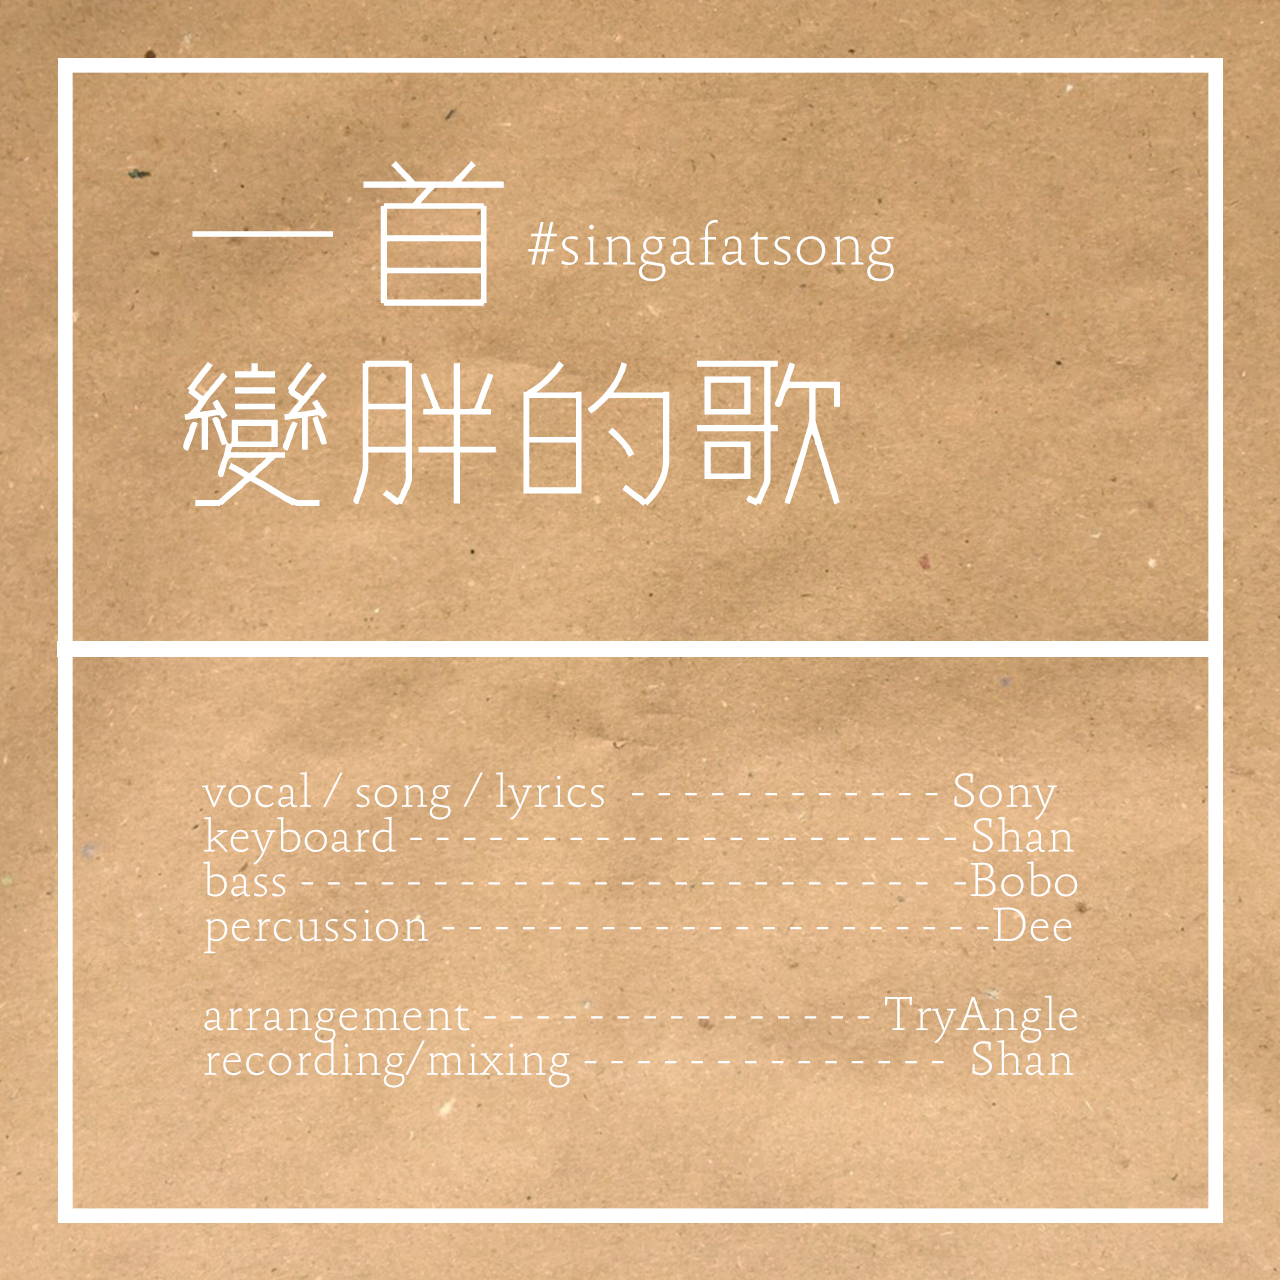 一首 #singafatsong
變胖的歌
vocal / song / lyrics - - - - - - - - - - - - Sony
keyboard - - - - - - - - - - - - - - - - - - - - - Shan
bass - - - - - - - - - - - - - - - - - - - - - - - - -Bobo
percussion - - - - - - - - - - - - - - - - - - - - -Dee
arrangement - - - - - - - - - - - - - - - TryAngle
recording/mixing - - - - - - - - - - - - - - Shan